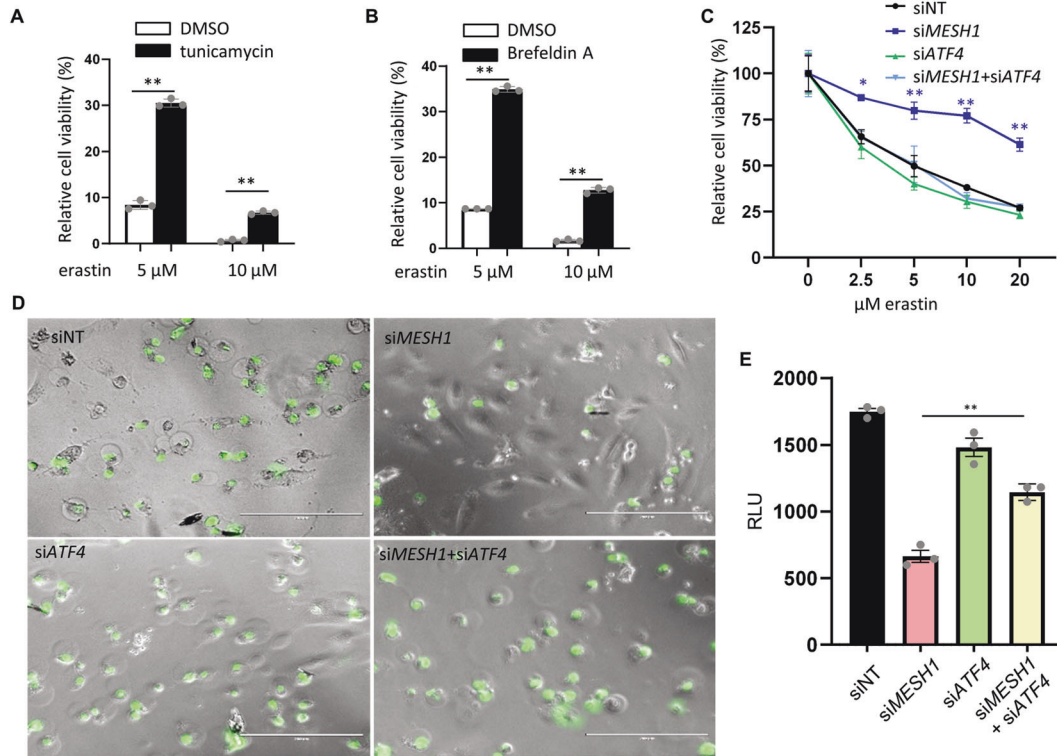 A
DMSO
tunicamycin
Relative cell viability (%)
40
30
20
10
0
**
**
erastin 5 µM 10 µM
B
DMSO
Brefeldin A
Relative cell viability (%)
40
30
20
10
0
**
**
erastin 5 µM 10 µM
C
siNT
siMESH1
siATF4
siMESH1+siATF4
Relative cell viability (%)
125
100
75
50
25
0
*
**
**
**
0 2.5 5 10 20
µM erastin
D
siNT
siMESH1
siATF4
siMESH1+siATF4
E
RLU
2000
1500
1000
500
0
**
siNT
siMESH1
siATF4
siMESH1
+ siATF4